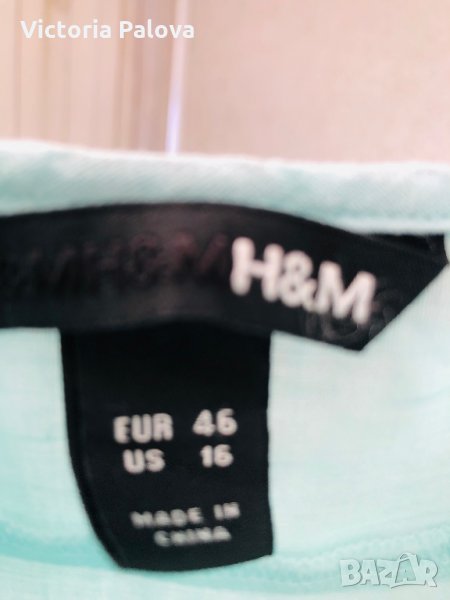 Victoria Palova
H&M H&M H&M
EUR 46
US 16
MADE IN
CHINA
BAZAR